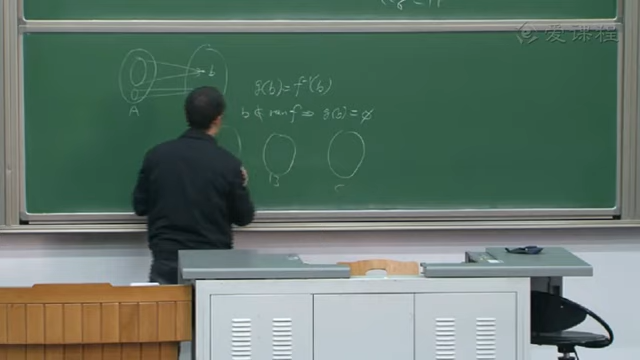 爱课程
b
A
g(b) = f⁻¹(b)
b ∉ ran f ⇒ g(b) = ∅
B
C